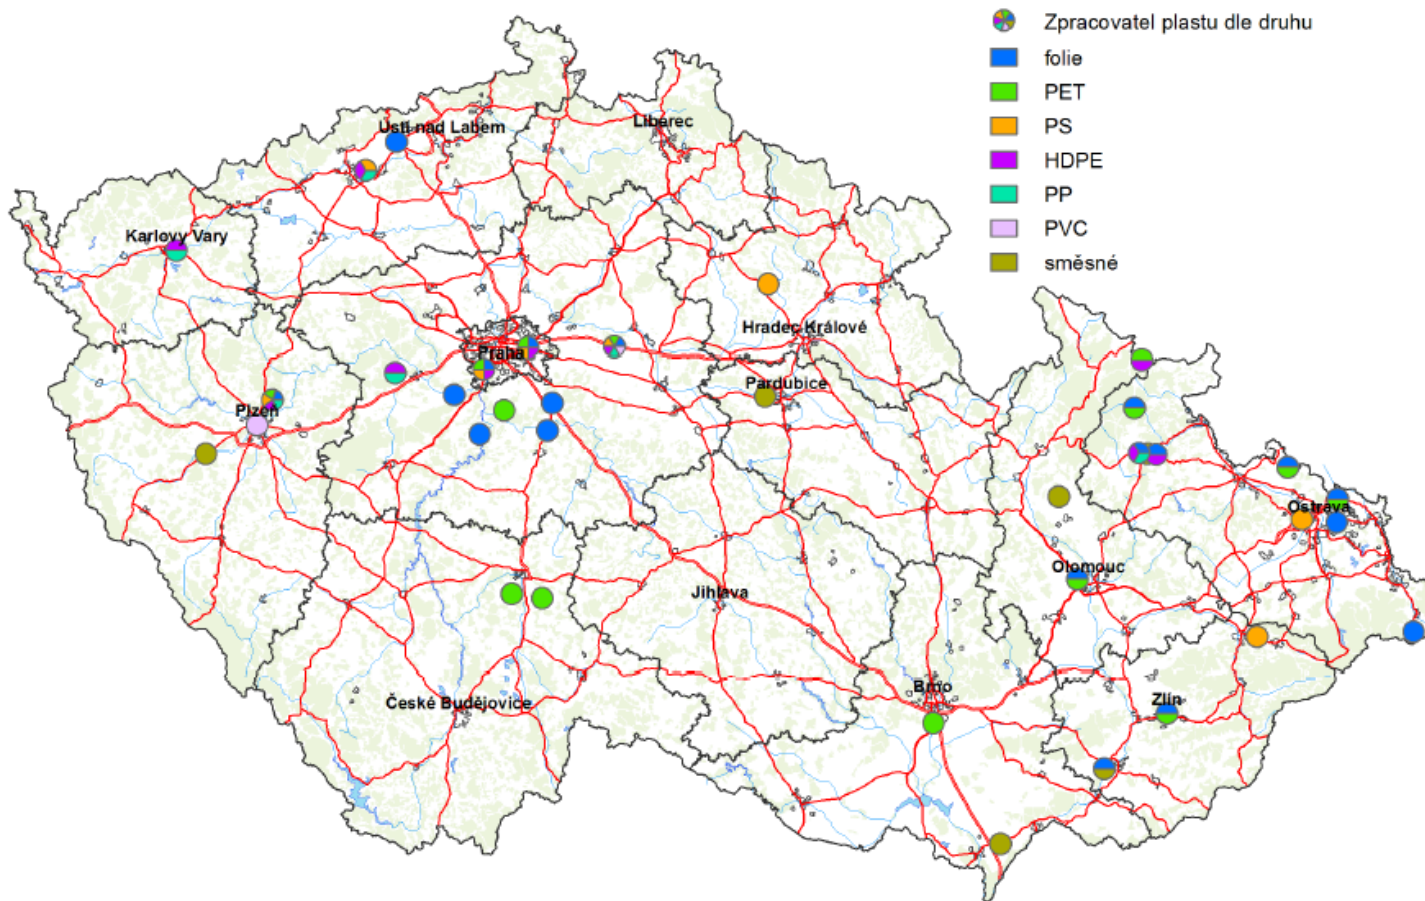 Zpracovatel plastu dle druhu
folie
PET
PS
HDPE
PP
PVC
směsné
Ústí nad Labem
Liberec
Karlovy Vary
Hradec Králové
Praha
Pardubice
Plzeň
Ostrava
Olomouc
Jihlava
České Budějovice
Brno
Zlín